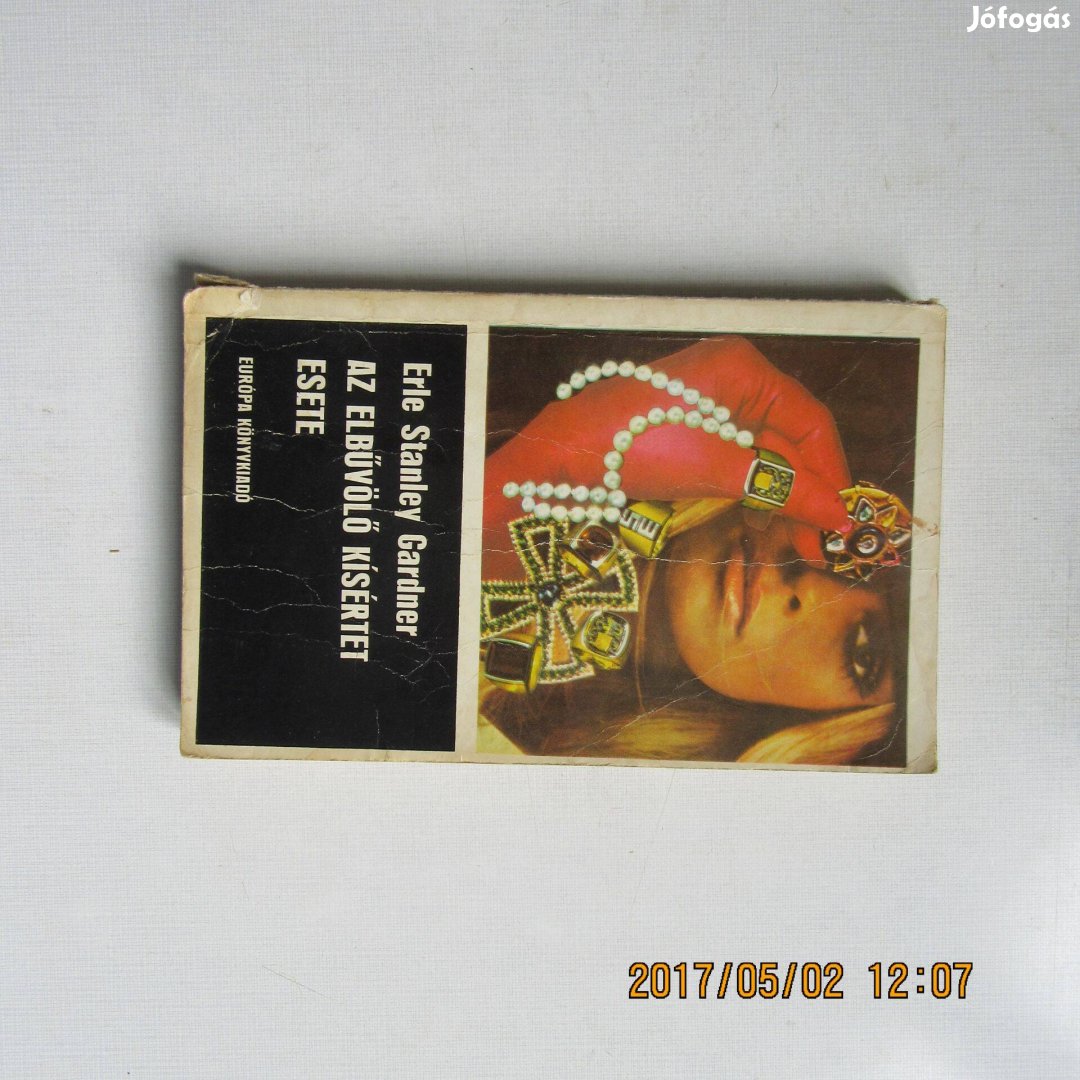 Jófogás
Erle Stanley Gardner
AZ ELBŰVÖLŐ KÍSÉRTET
ESETE
EURÓPA KÖNYVKIADÓ
2017/05/02 12:07